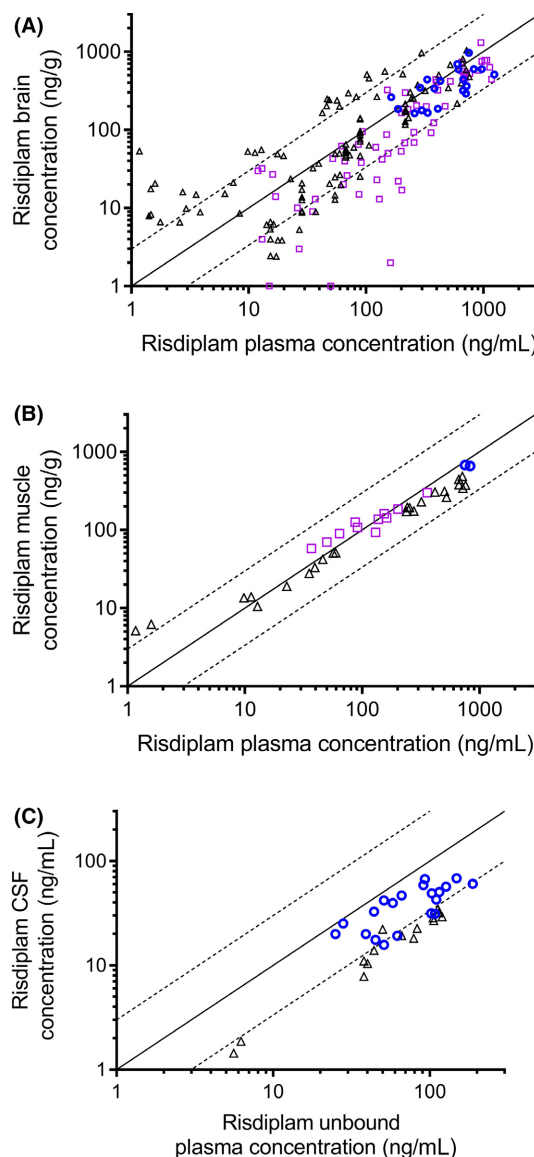 (A)
Risdiplam brain
concentration (ng/g)
1000
100
10
1
1 10 100 1000
Risdiplam plasma concentration (ng/mL)
(B)
Risdiplam muscle
concentration (ng/g)
1000
100
10
1
1 10 100 1000
Risdiplam plasma concentration (ng/mL)
(C)
Risdiplam CSF
concentration (ng/mL)
100
10
1
1 10 100
Risdiplam unbound
plasma concentration (ng/mL)